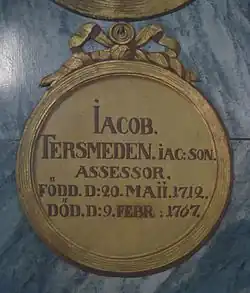 IACOB.
TERSMEDEN. IAC: SON.
ASSESSOR.
FÖDD. D: 20. MAII. 1712.
DÖD. D: 9. FEBR: 1767.